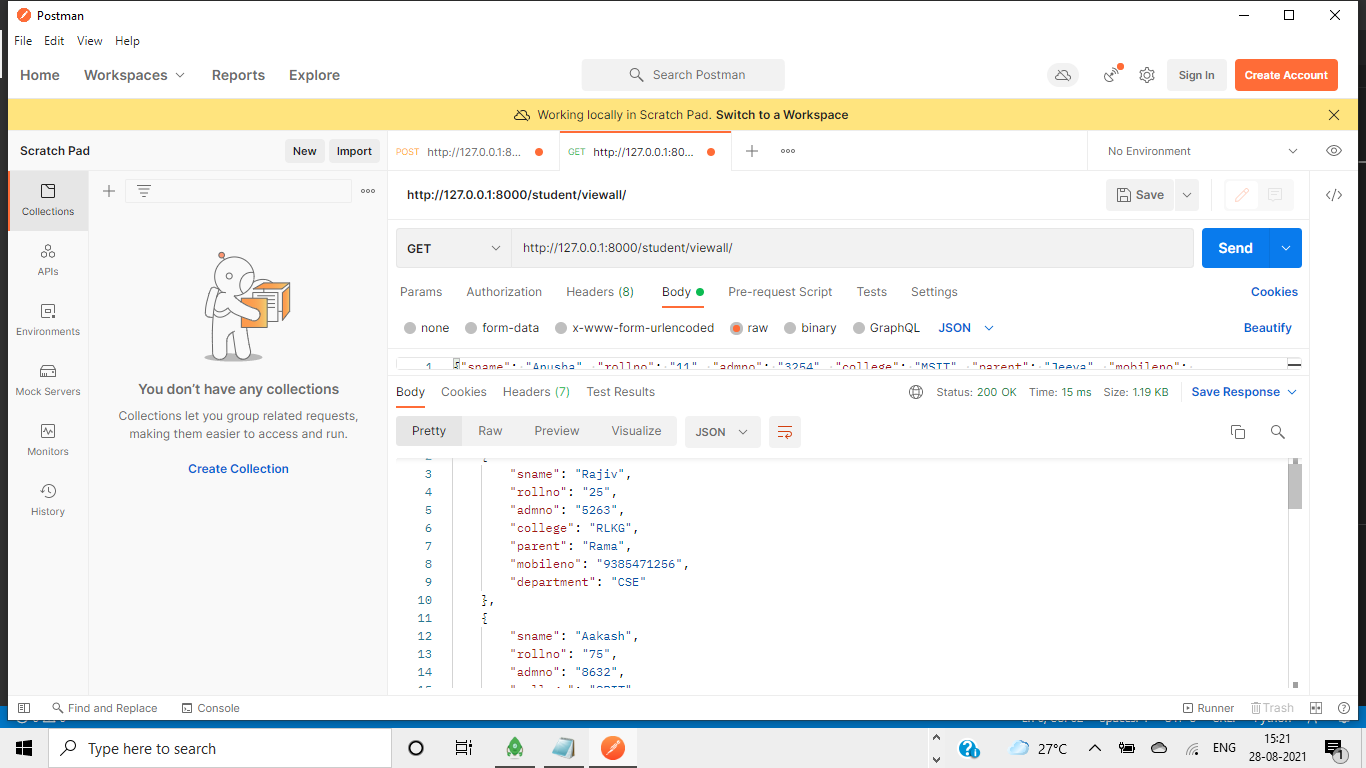 Postman
File Edit View Help
Home Workspaces Reports Explore Search Postman Sign In Create Account
Working locally in Scratch Pad. Switch to a Workspace
Scratch Pad New Import POST http://127.0.0.1:8... GET http://127.0.0.1:80... No Environment
http://127.0.0.1:8000/student/viewall/ Save
Collections
GET http://127.0.0.1:8000/student/viewall/ Send
APIs
Params Authorization Headers (8) Body Pre-request Script Tests Settings Cookies
Environments
none form-data x-www-form-urlencoded raw binary GraphQL JSON Beautify
1 {"sname": "Anusha", "rollno": "11", "admno": "3254", "college": "MSIT", "parent": "Jeeva", "mobileno":
Mock Servers
You don't have any collections
Collections let you group related requests,
making them easier to access and run.
Create Collection
Monitors
History
Body Cookies Headers (7) Test Results Status: 200 OK Time: 15 ms Size: 1.19 KB Save Response
Pretty Raw Preview Visualize JSON
3 "sname": "Rajiv",
4 "rollno": "25",
5 "admno": "5263",
6 "college": "RLKG",
7 "parent": "Rama",
8 "mobileno": "9385471256",
9 "department": "CSE"
10 },
11 {
12 "sname": "Aakash",
13 "rollno": "75",
14 "admno": "8632",
Find and Replace Console Runner Trash
Type here to search 27°C ENG 15:21
28-08-2021 1